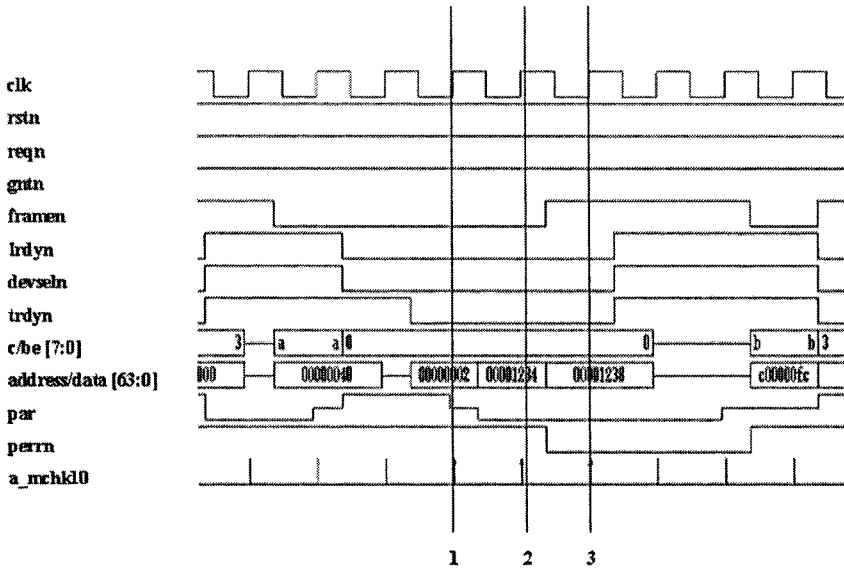 clk
rstn
reqn
gntn
framen
Irdyn
devseln
trdyn
c/be [7:0] 3 a a 0 0 b b 3
address/data [63:0] 000 00000040 00000002 00001234 00001238 c00000fc
par
perrn
a_mchk10
1 2 3